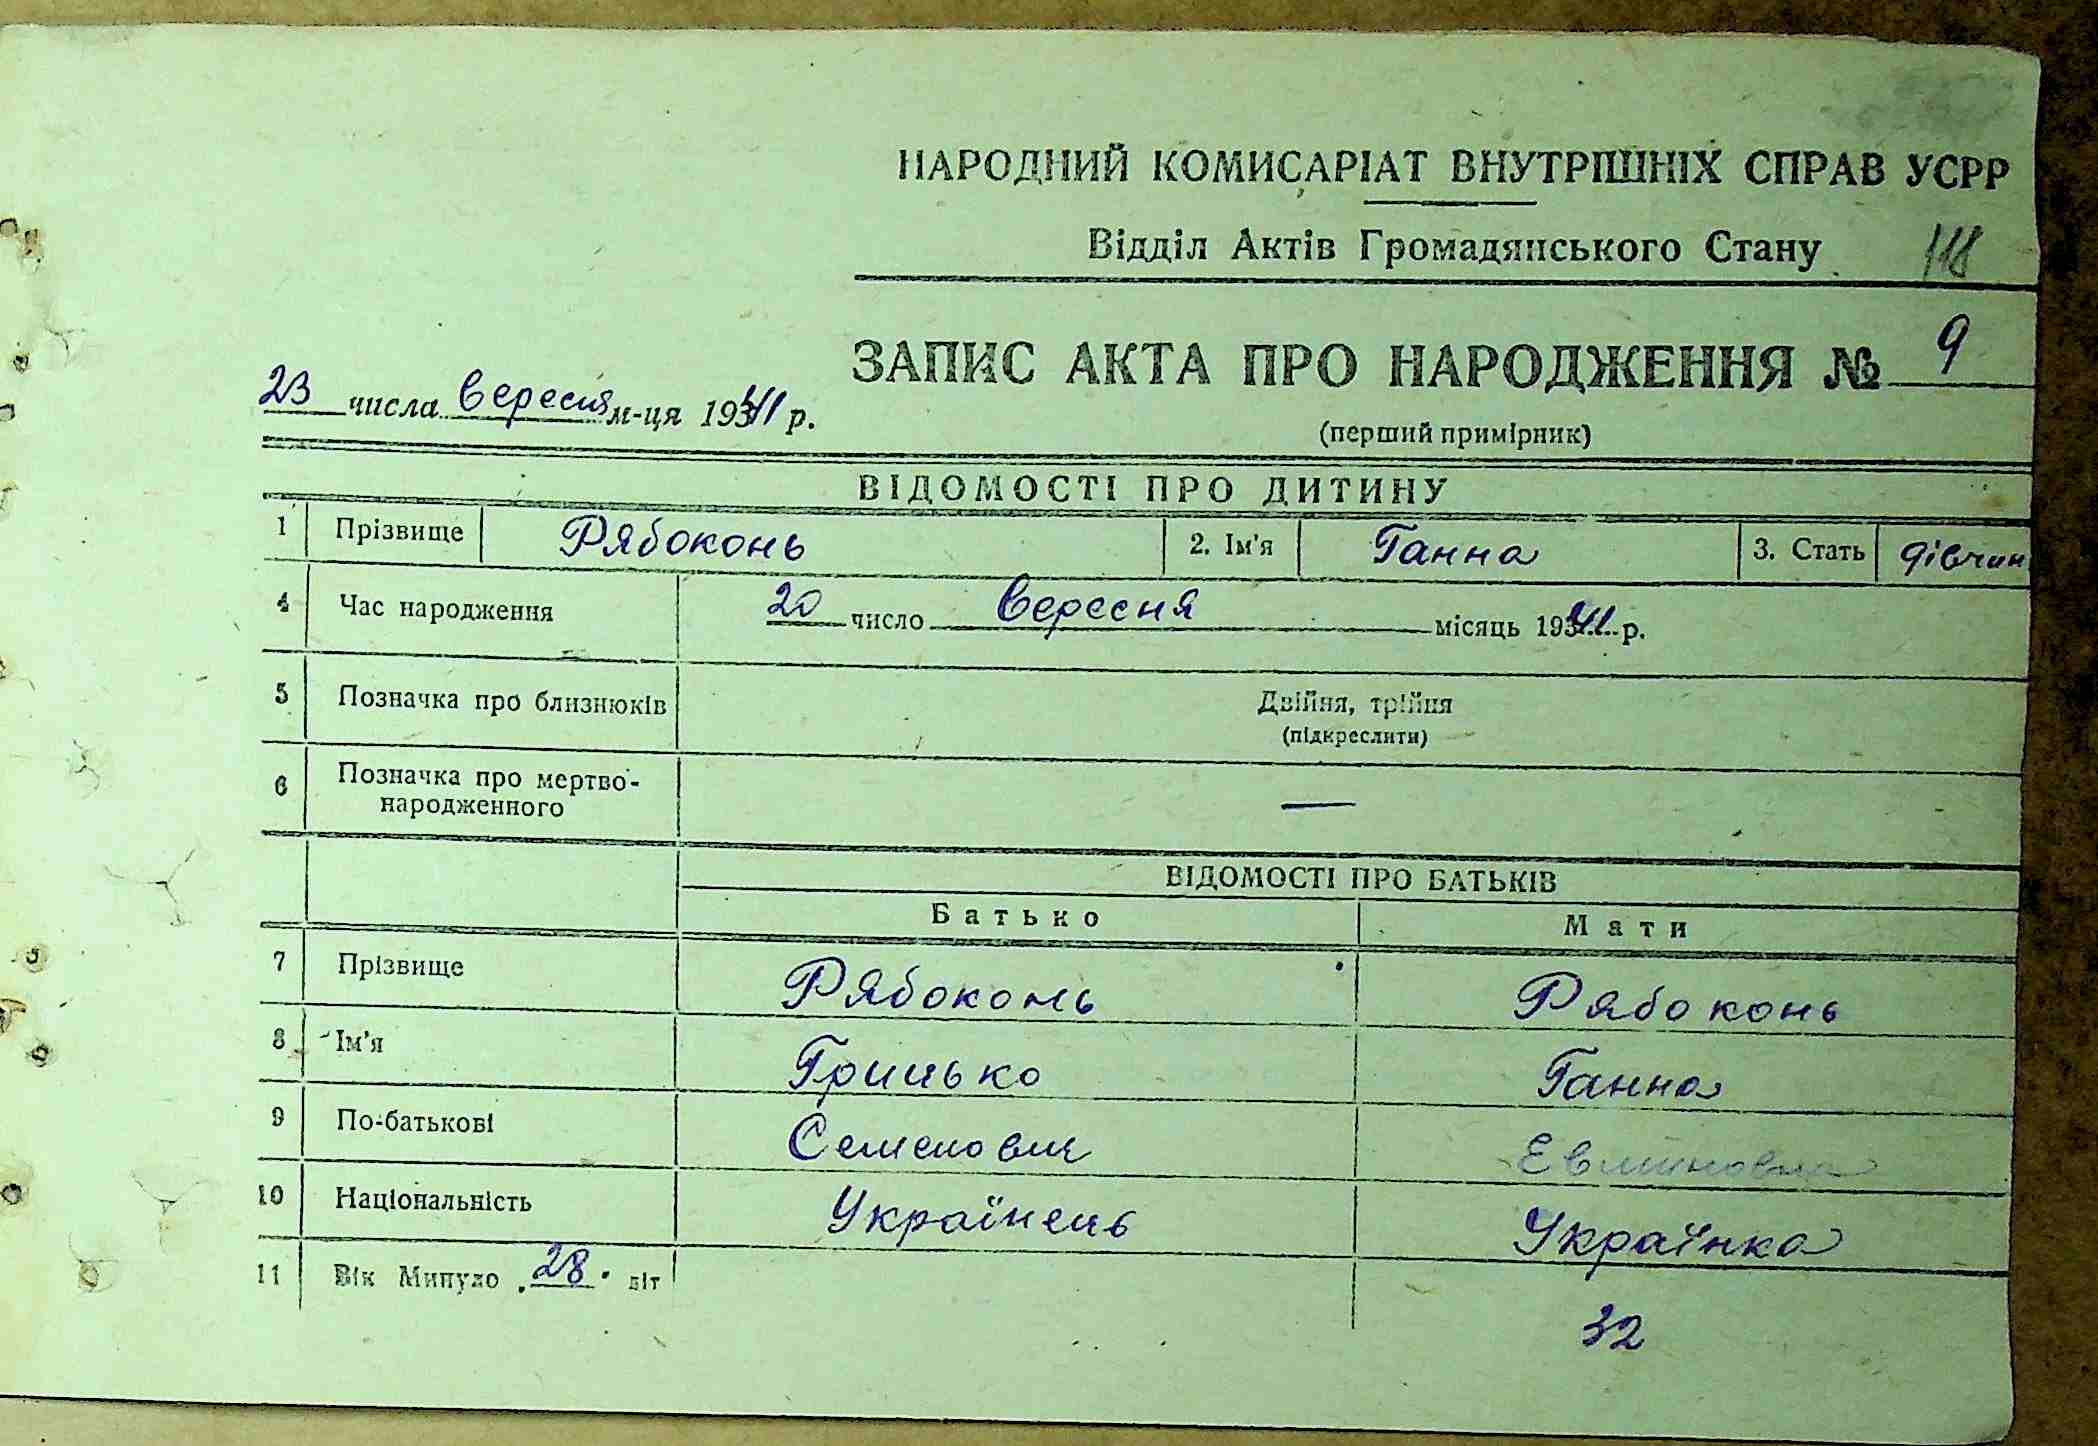 НАРОДНИЙ КОМИСАРІАТ ВНУТРІШНІХ СПРАВ УСРР
Відділ Актів Громадянського Стану 118
ЗАПИС АКТА ПРО НАРОДЖЕННЯ № 9
23 числа вересня м-ця 1941 р.
(перший примірник)
ВІДОМОСТІ ПРО ДИТИНУ
1 Прізвище Рябоконь 2. Ім'я Ганна 3. Стать дівчин
4 Час народження 20 число вересня місяць 1941 р.
5 Позначка про близнюків Двійня, трійня
(підкреслити)
6 Позначка про мертво-
народженного —
ВІДОМОСТІ ПРО БАТЬКІВ
Батько Мати
7 Прізвище Рябоконь Рябоконь
8 Ім'я Грицько Ганна
9 По-батькові Семенович
10 Національність Українець Українка
11 Вік Минуло 28 літ
32